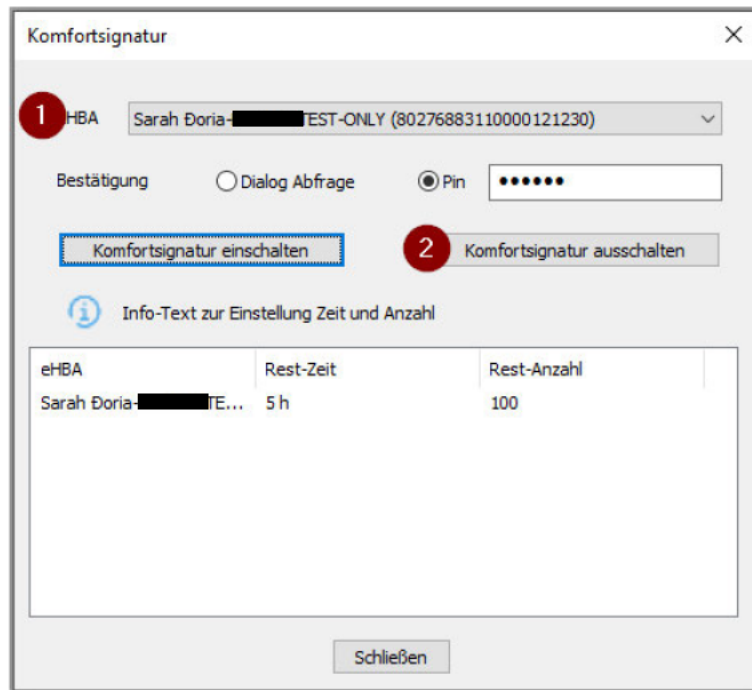 Komfortsignatur
1 HBA Sarah Đoria- TEST-ONLY (80276883110000121230)
Bestätigung Dialog Abfrage Pin ••••••
Komfortsignatur einschalten 2 Komfortsignatur ausschalten
Info-Text zur Einstellung Zeit und Anzahl
eHBA Rest-Zeit Rest-Anzahl
Sarah Đoria- TE... 5 h 100
Schließen